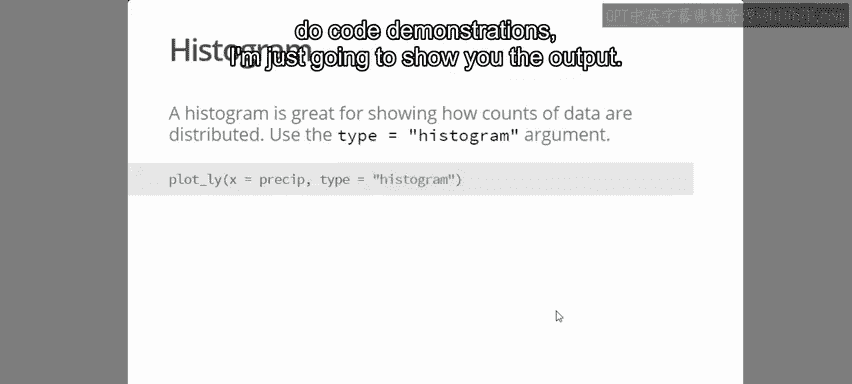 do code demonstrations,
Histogram
I'm just going to show you the output.
A histogram is great for showing how counts of data are
distributed. Use the type = "histogram" argument.
plot_ly(x = precip, type = "histogram")